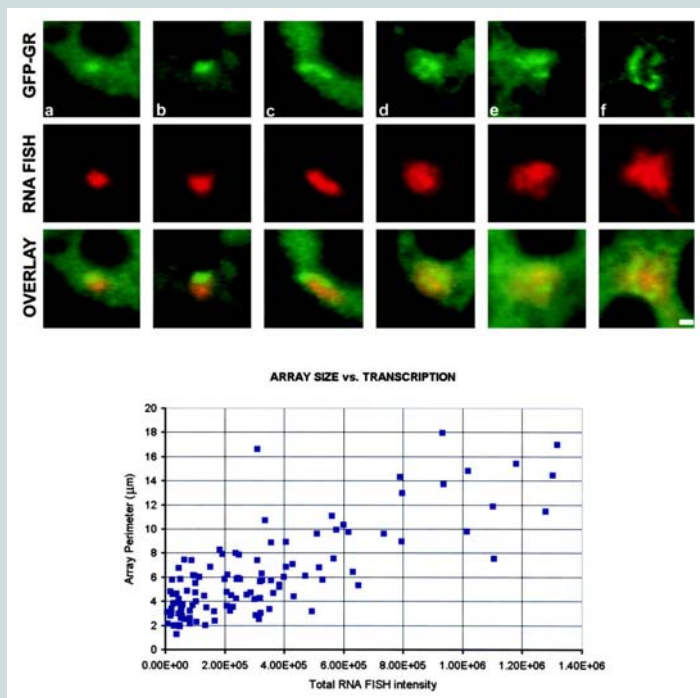 GFP-GR
a b c d e f
RNA FISH
OVERLAY
ARRAY SIZE vs. TRANSCRIPTION
Array Perimeter (µm)
20
18
16
14
12
10
8
6
4
2
0
0.00E+00 2.00E+05 4.00E+05 6.00E+05 8.00E+05 1.00E+06 1.20E+06 1.40E+06
Total RNA FISH intensity